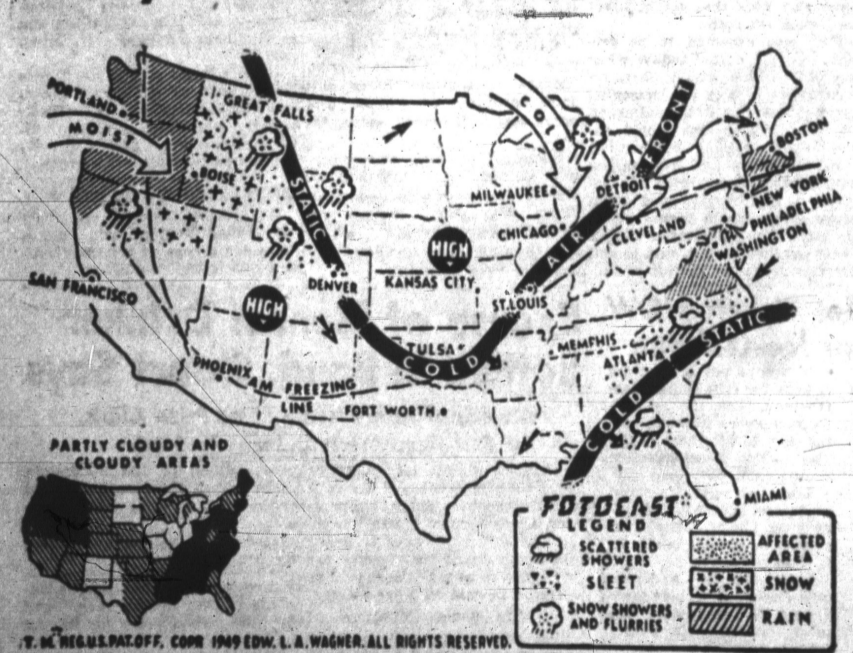 PORTLAND
MOIST
GREAT FALLS
BOISE
STATIC
COLD
MILWAUKEE
CHICAGO
DETROIT
FRONT
AIR
BOSTON
NEW YORK
PHILADELPHIA
WASHINGTON
CLEVELAND
HIGH
SAN FRANCISCO
HIGH
DENVER
KANSAS CITY
ST. LOUIS
TULSA
COLD
MEMPHIS
ATLANTA
STATIC
COLD
PHOENIX
A.M. FREEZING
LINE
FORT WORTH
MIAMI
PARTLY CLOUDY AND
CLOUDY AREAS
FOTOCAST
LEGEND
SCATTERED
SHOWERS
AFFECTED
AREA
SLEET
SNOW
SNOW SHOWERS
AND FLURRIES
RAIN
T. M. REG.U.S.PAT.OFF, COPR 1949 EDW. L. A. WAGNER. ALL RIGHTS RESERVED.